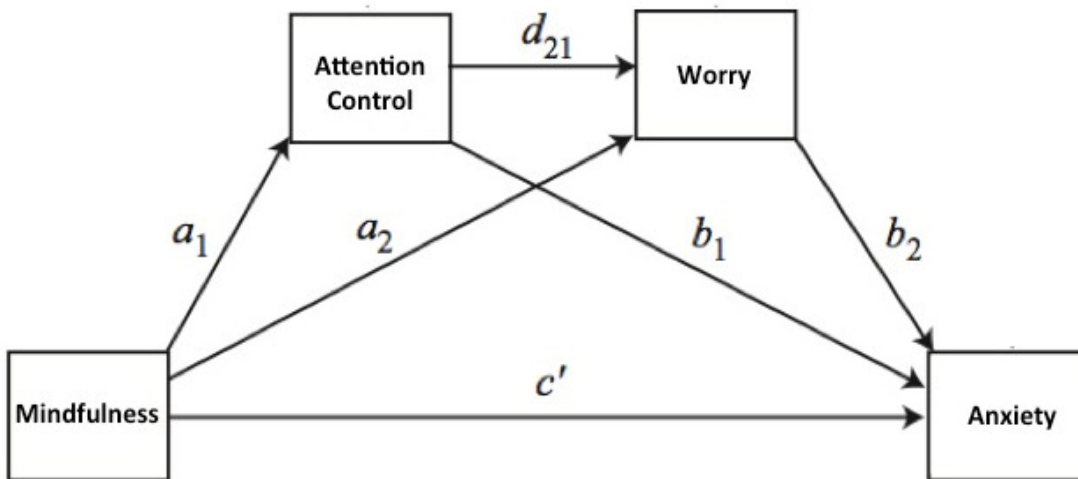 d₂₁
Attention
Control
Worry
a₁
a₂
b₁
b₂
c′
Mindfulness
Anxiety